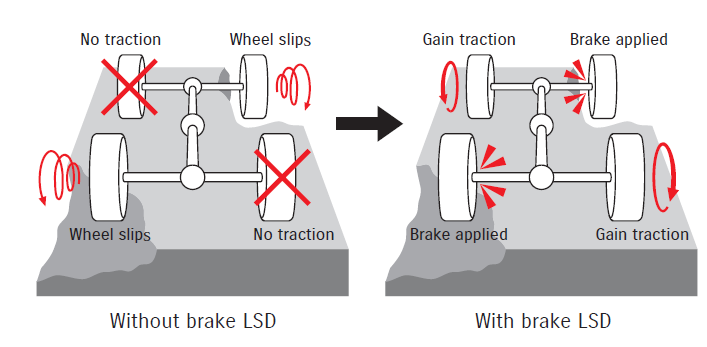 No traction
Wheel slips
Gain traction
Brake applied
Wheel slips
No traction
Brake applied
Gain traction
Without brake LSD
With brake LSD